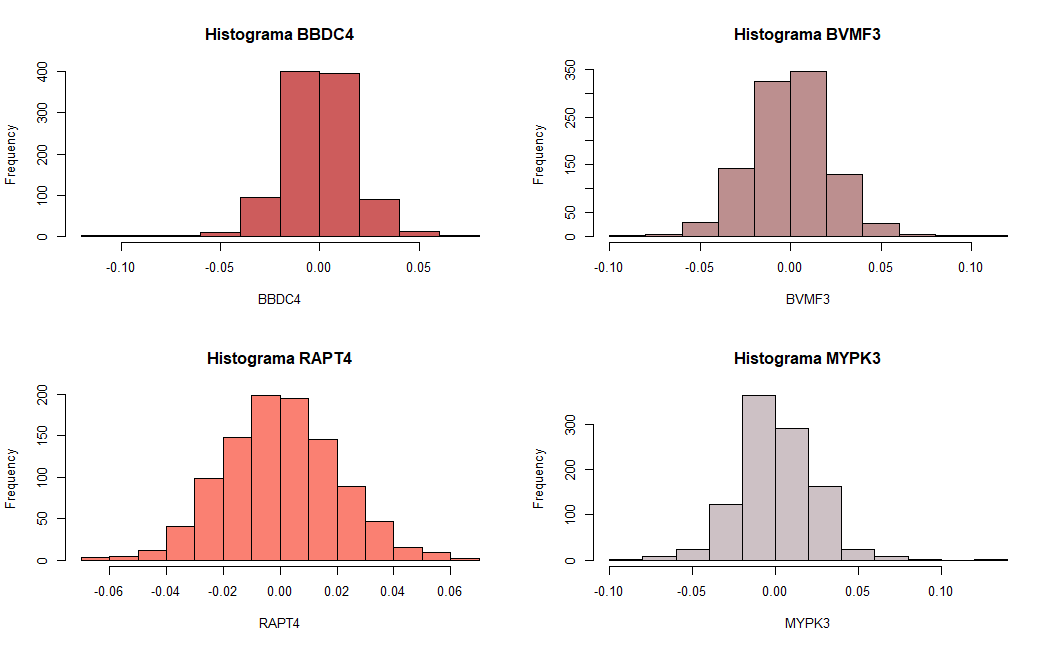 Histograma BBDC4
Frequency
400
300
200
100
0
-0.10 -0.05 0.00 0.05
BBDC4
Histograma BVMF3
Frequency
350
250
150
50
0
-0.10 -0.05 0.00 0.05 0.10
BVMF3
Histograma RAPT4
Frequency
200
150
100
50
0
-0.06 -0.04 -0.02 0.00 0.02 0.04 0.06
RAPT4
Histograma MYPK3
Frequency
300
200
100
0
-0.10 -0.05 0.00 0.05 0.10
MYPK3